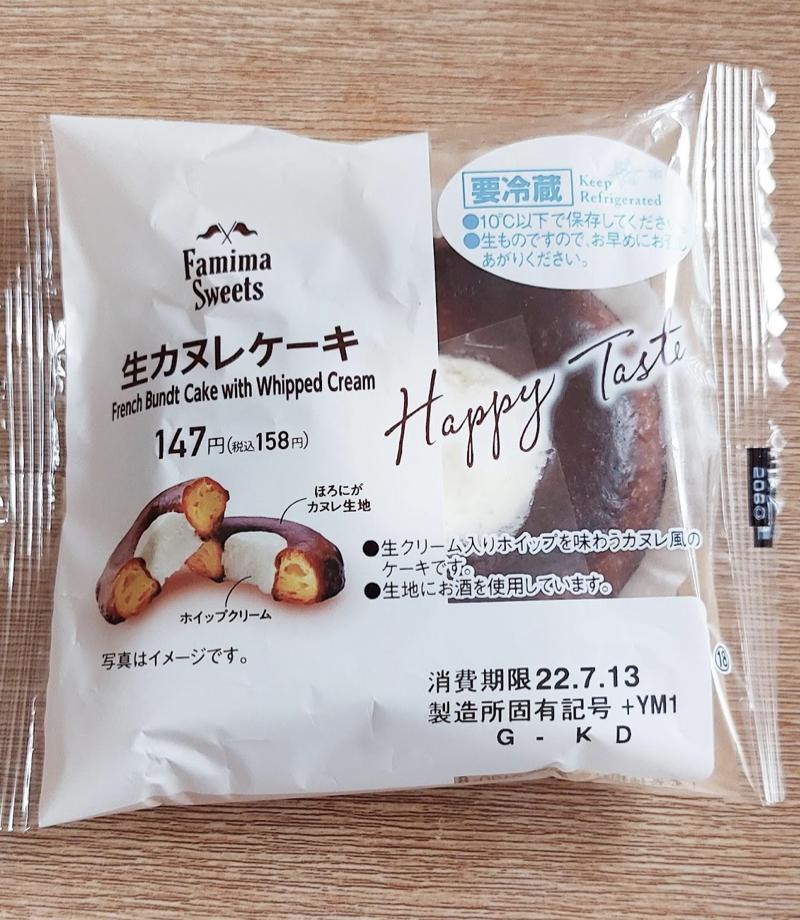 Famima
Sweets
生カヌレケーキ
French Bundt Cake with Whipped Cream
147円(税込158円)
ほろにが
カヌレ生地
ホイップクリーム
写真はイメージです。
要冷蔵
Keep
Refrigerated
●10℃以下で保存してくださ
●生ものですので、お早めにお
あがりください。
Happy Taste
●生クリーム入りホイップを味わうカヌレ風の
ケーキです。
●生地にお酒を使用しています。
消費期限22.7.13
製造所固有記号 +YM1
G - K D
18